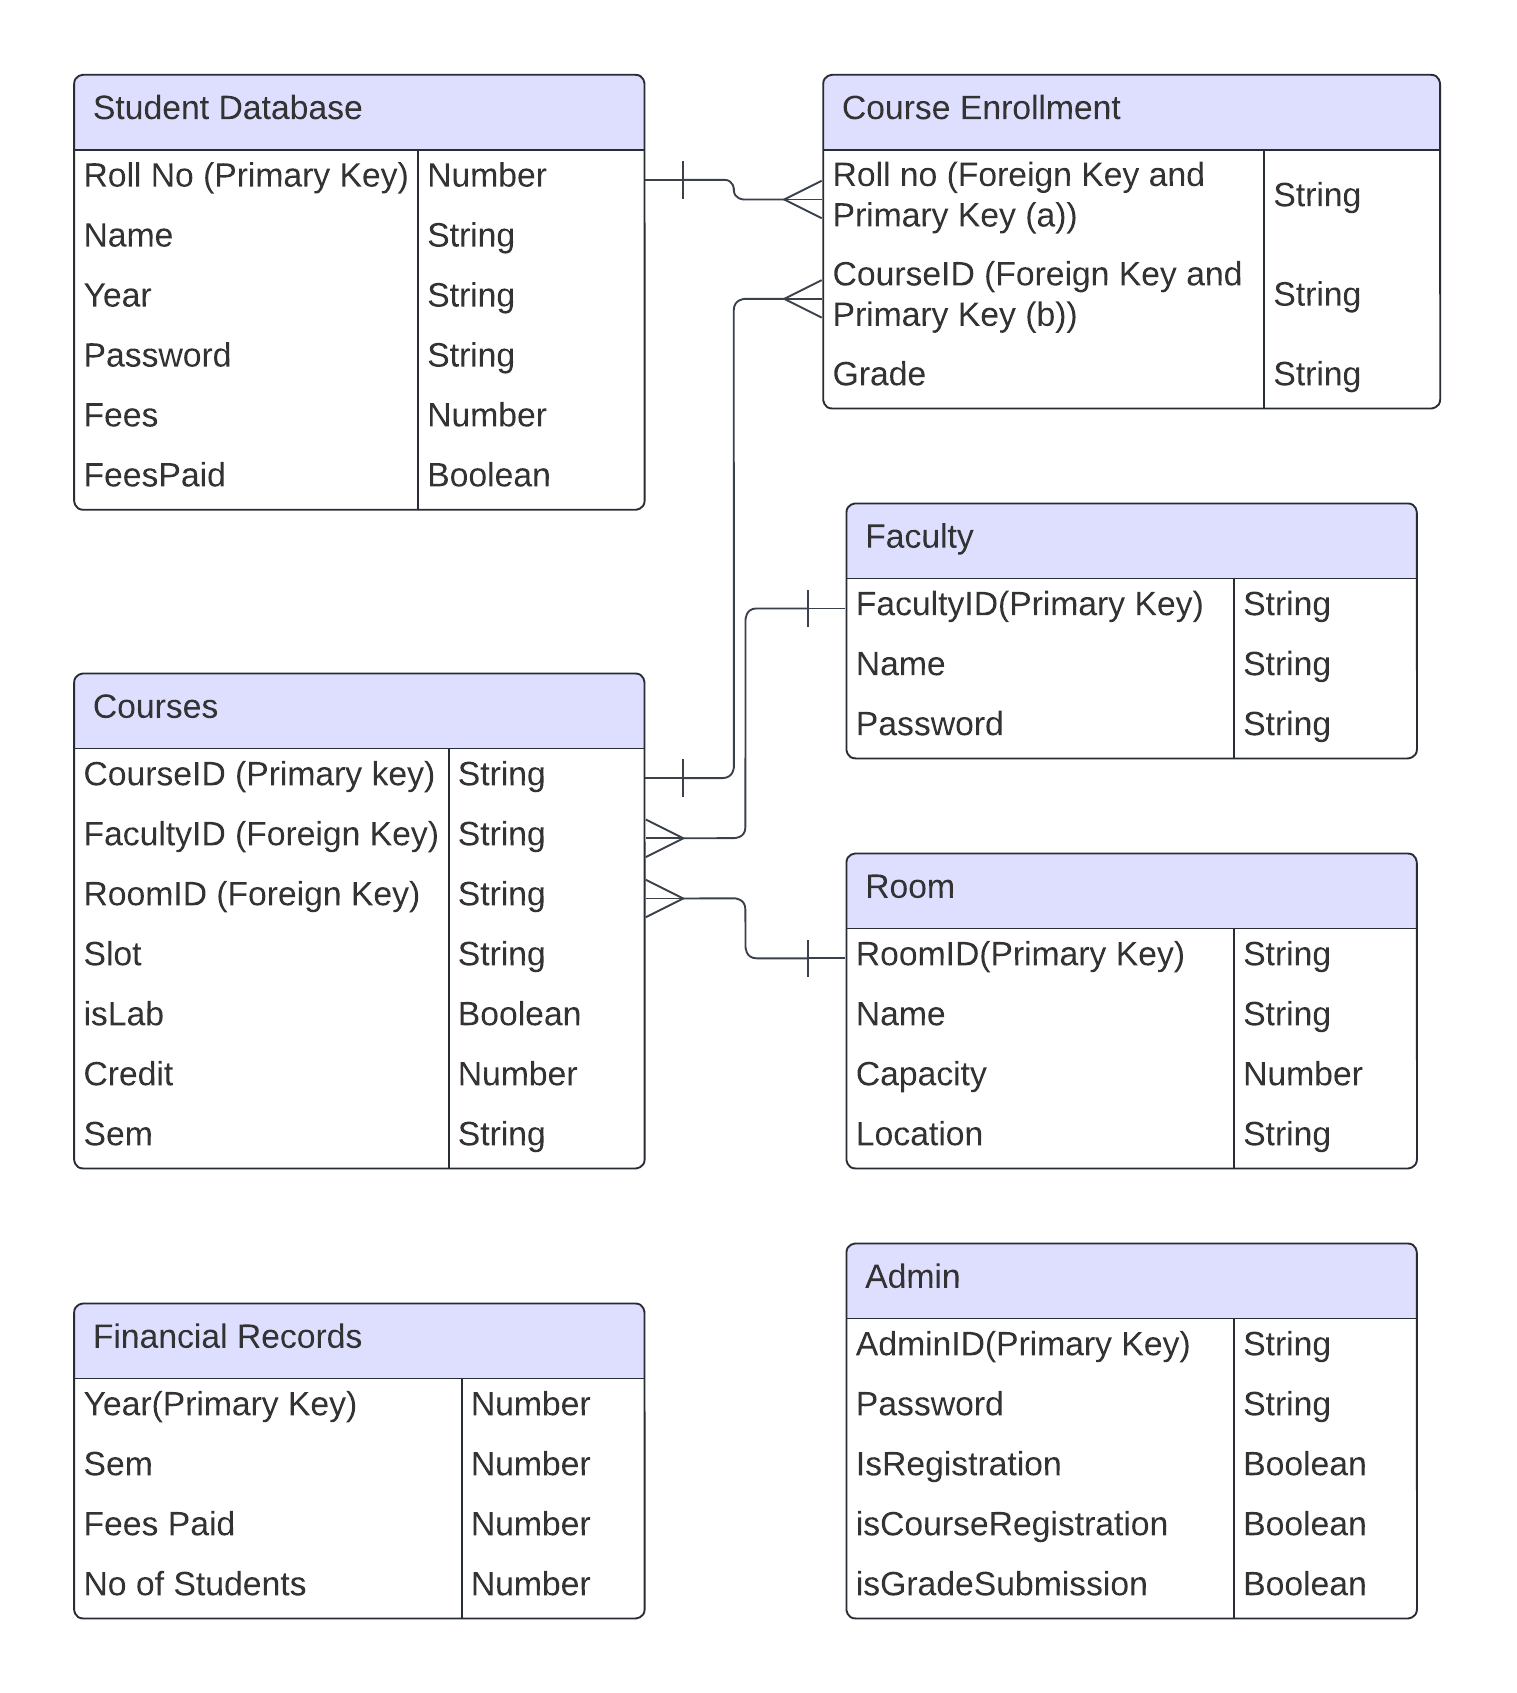 Student Database
Roll No (Primary Key) Number
Name String
Year String
Password String
Fees Number
FeesPaid Boolean
Course Enrollment
Roll no (Foreign Key and
Primary Key (a)) String
CourseID (Foreign Key and
Primary Key (b)) String
Grade String
Faculty
FacultyID(Primary Key) String
Name String
Password String
Courses
CourseID (Primary key) String
FacultyID (Foreign Key) String
RoomID (Foreign Key) String
Slot String
isLab Boolean
Credit Number
Sem String
Room
RoomID(Primary Key) String
Name String
Capacity Number
Location String
Financial Records
Year(Primary Key) Number
Sem Number
Fees Paid Number
No of Students Number
Admin
AdminID(Primary Key) String
Password String
IsRegistration Boolean
isCourseRegistration Boolean
isGradeSubmission Boolean